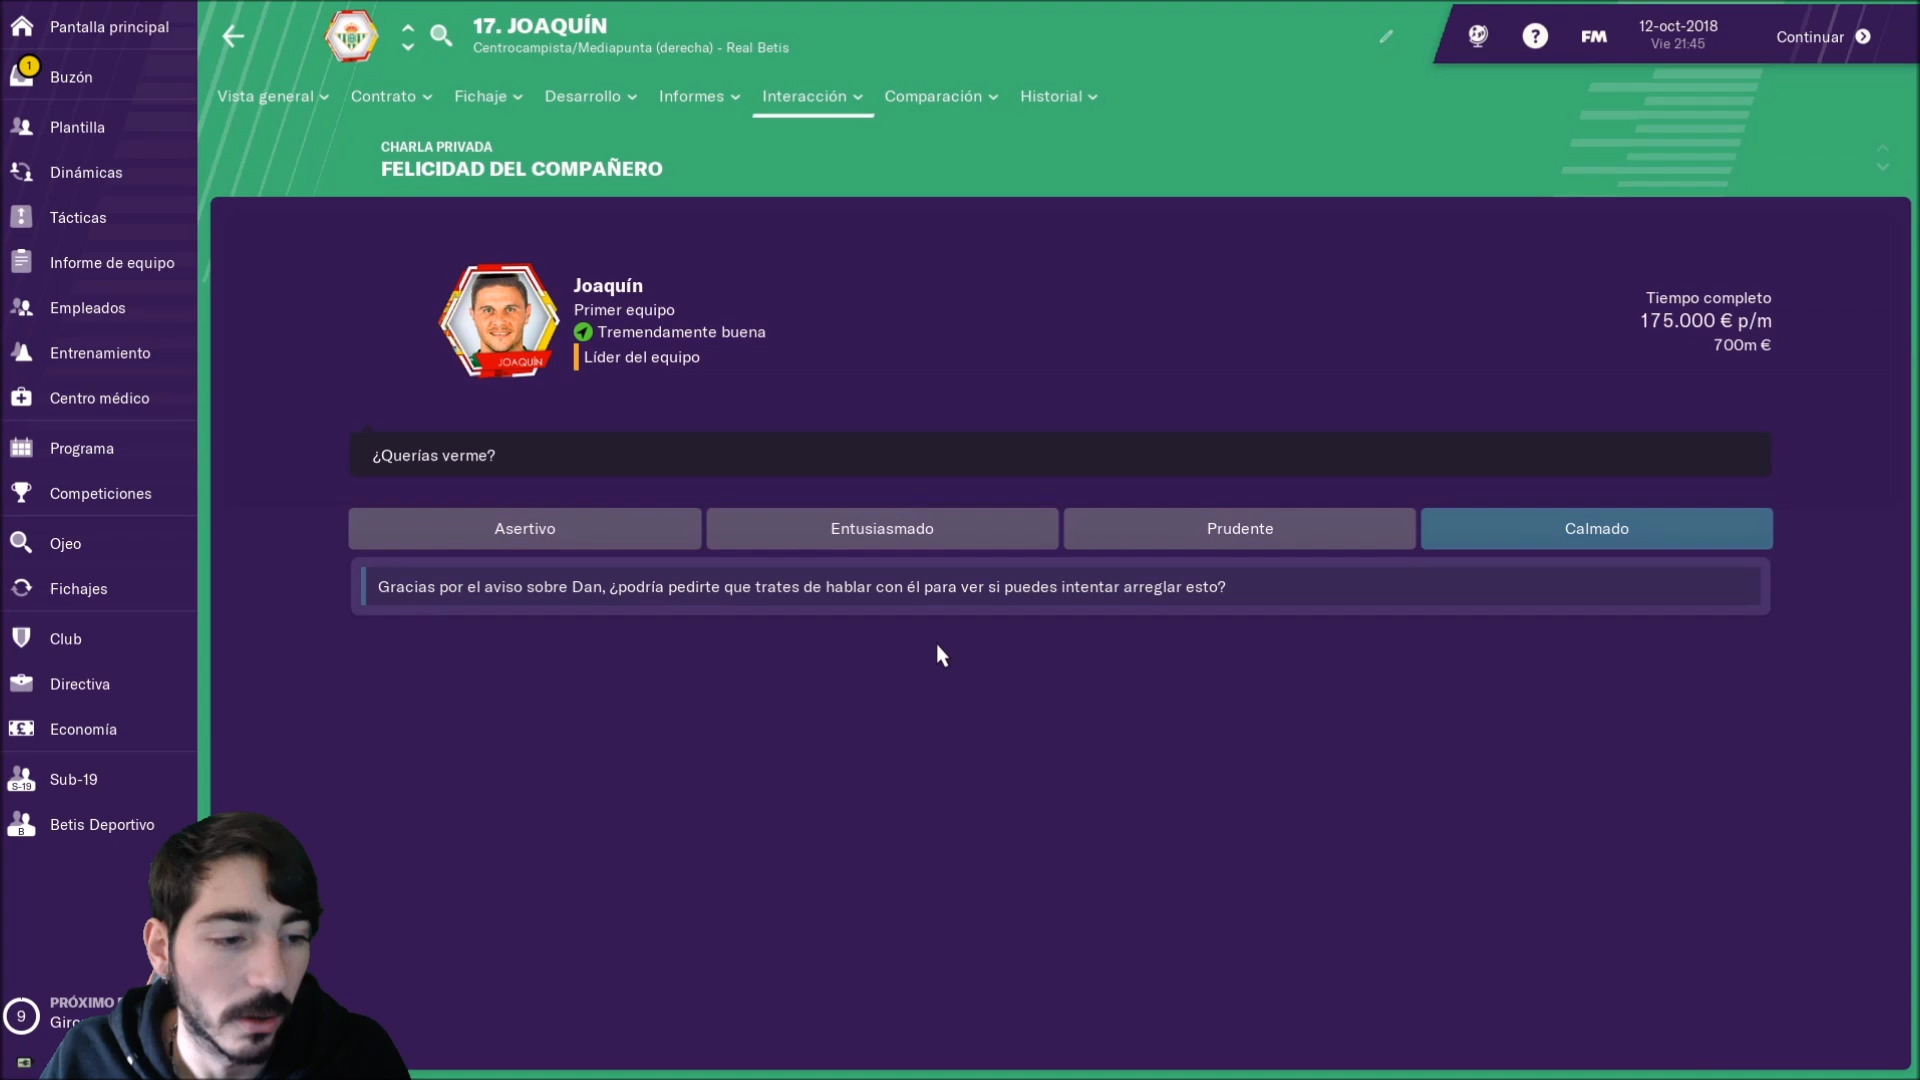 Pantalla principal
1
Buzón
Plantilla
Dinámicas
Tácticas
Informe de equipo
Empleados
Entrenamiento
Centro médico
Programa
Competiciones
Ojeo
Fichajes
Club
Directiva
Economía
S-19
Sub-19
B
Betis Deportivo
9
PRÓXIMO
17. JOAQUÍN
Centrocampista/Mediapunta (derecha) - Real Betis
FM
12-oct-2018
Vie 21:45
Continuar
Vista general
Contrato
Fichaje
Desarrollo
Informes
Interacción
Comparación
Historial
CHARLA PRIVADA
FELICIDAD DEL COMPAÑERO
JOAQUÍN
Joaquín
Primer equipo
Tremendamente buena
Líder del equipo
Tiempo completo
175.000 € p/m
700m €
¿Querías verme?
Asertivo
Entusiasmado
Prudente
Calmado
Gracias por el aviso sobre Dan, ¿podría pedirte que trates de hablar con él para ver si puedes intentar arreglar esto?